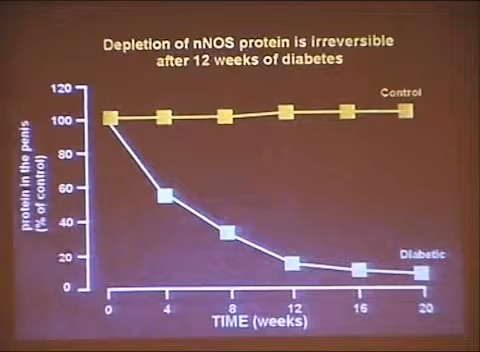 Depletion of nNOS protein is irreversible
after 12 weeks of diabetes
protein in the penis
(% of control)
120
100
80
60
40
20
0
Control
Diabetic
0 4 8 12 16 20
TIME (weeks)